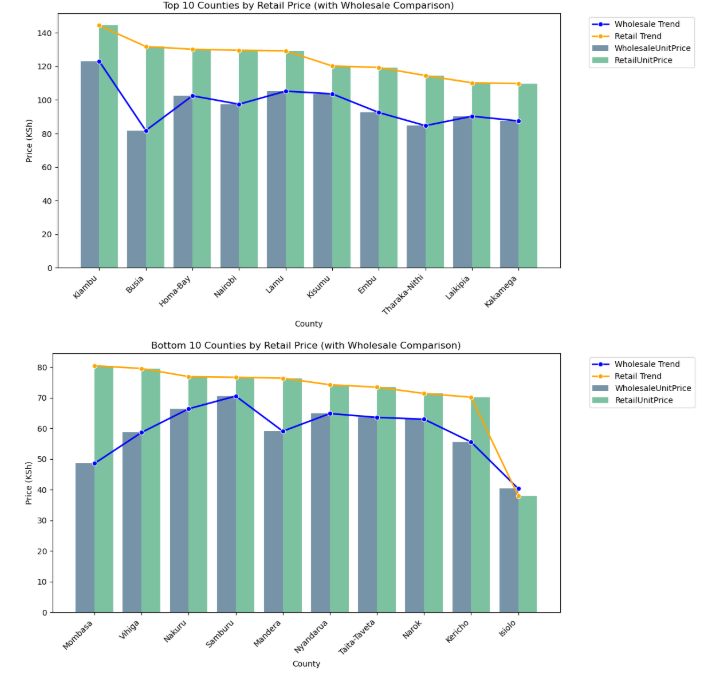 Top 10 Counties by Retail Price (with Wholesale Comparison)
140
120
100
80
60
40
20
0
Price (KSh)
Kiambu
Busia
Homa-Bay
Nairobi
Lamu
Kisumu
Embu
Tharaka-Nithi
Laikipia
Kakamega
County
Wholesale Trend
Retail Trend
WholesaleUnitPrice
RetailUnitPrice
Bottom 10 Counties by Retail Price (with Wholesale Comparison)
80
70
60
50
40
30
20
10
0
Price (KSh)
Mombasa
Vihiga
Nakuru
Samburu
Mandera
Nyandarua
Taita-Taveta
Narok
Kericho
Isiolo
County
Wholesale Trend
Retail Trend
WholesaleUnitPrice
RetailUnitPrice